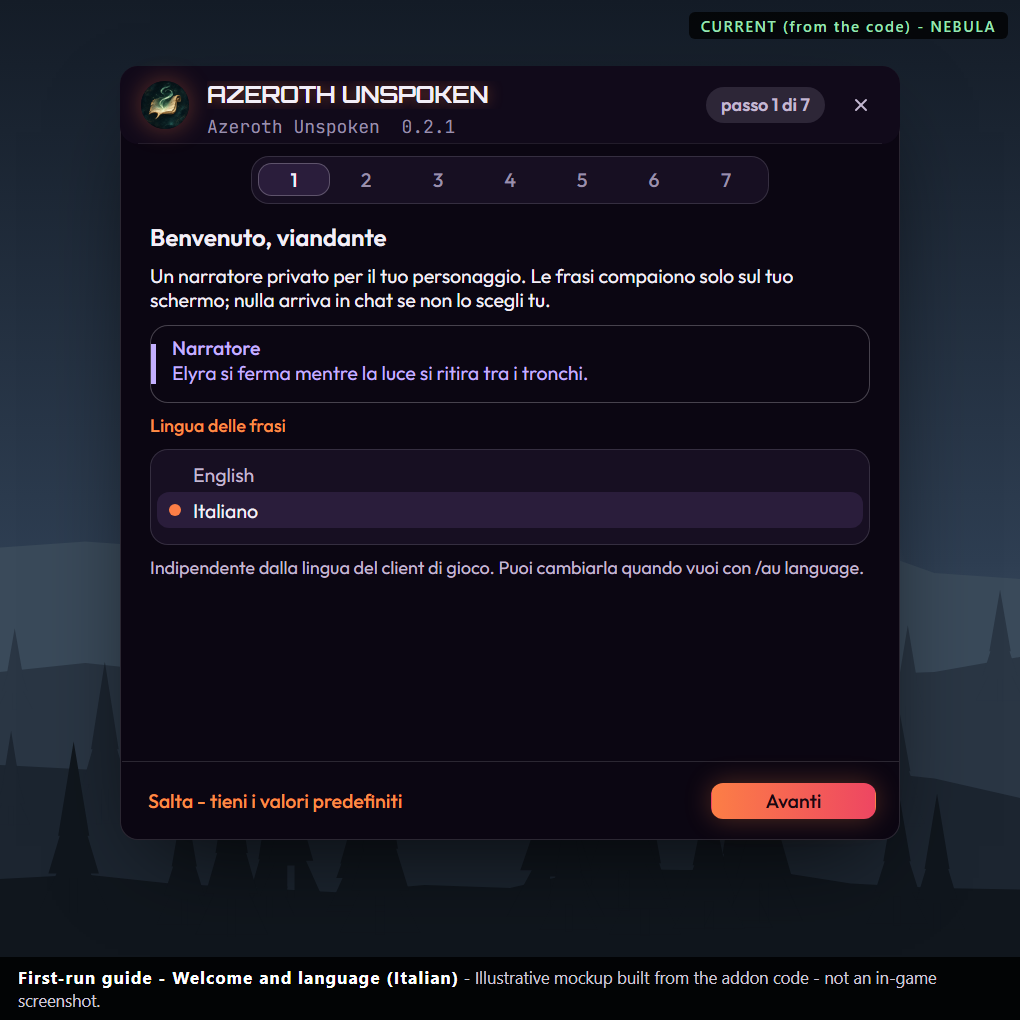 CURRENT (from the code) - NEBULA
AZEROTH UNSPOKEN
Azeroth Unspoken 0.2.1
passo 1 di 7
1 2 3 4 5 6 7
Benvenuto, viandante
Un narratore privato per il tuo personaggio. Le frasi compaiono solo sul tuo
schermo; nulla arriva in chat se non lo scegli tu.
Narratore
Elyra si ferma mentre la luce si ritira tra i tronchi.
Lingua delle frasi
English
Italiano
Indipendente dalla lingua del client di gioco. Puoi cambiarla quando vuoi con /au language.
Salta - tieni i valori predefiniti
Avanti
First-run guide - Welcome and language (Italian) - Illustrative mockup built from the addon code - not an in-game
screenshot.